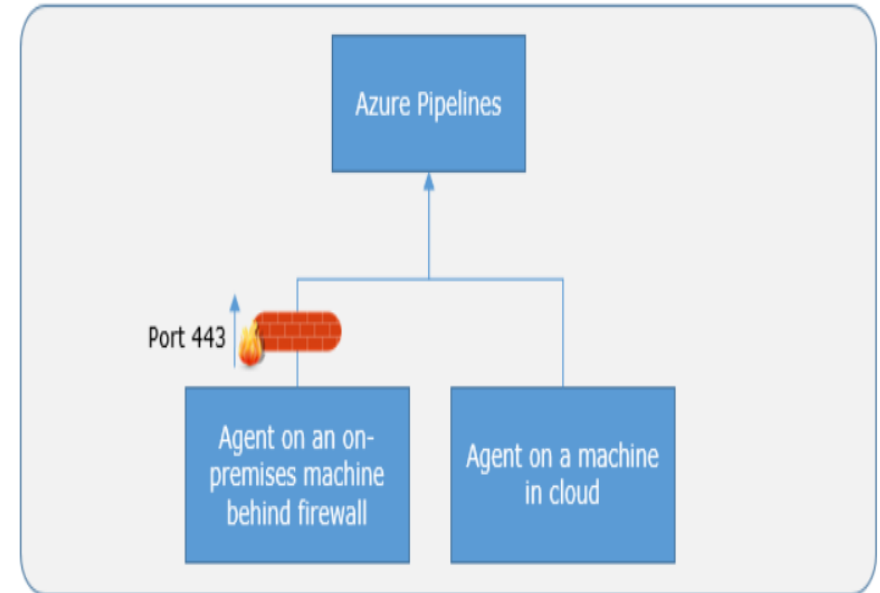 Azure Pipelines
Port 443
Agent on an on-
premises machine
behind firewall
Agent on a machine
in cloud